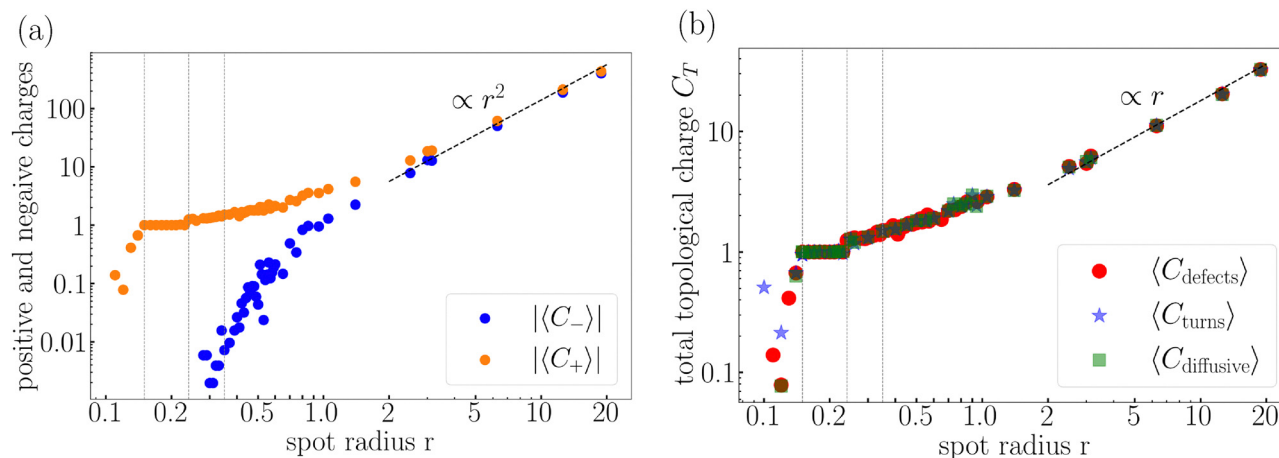 (a)
positive and negaive charges
100
10
1
0.1
0.01
∝ r²
|⟨C₋⟩|
|⟨C₊⟩|
0.1 0.2 0.5 1.0 2 5 10 20
spot radius r
(b)
total topological charge C_T
10
1
0.1
∝ r
⟨C_defects⟩
⟨C_turns⟩
⟨C_diffusive⟩
0.1 0.2 0.5 1.0 2 5 10 20
spot radius r